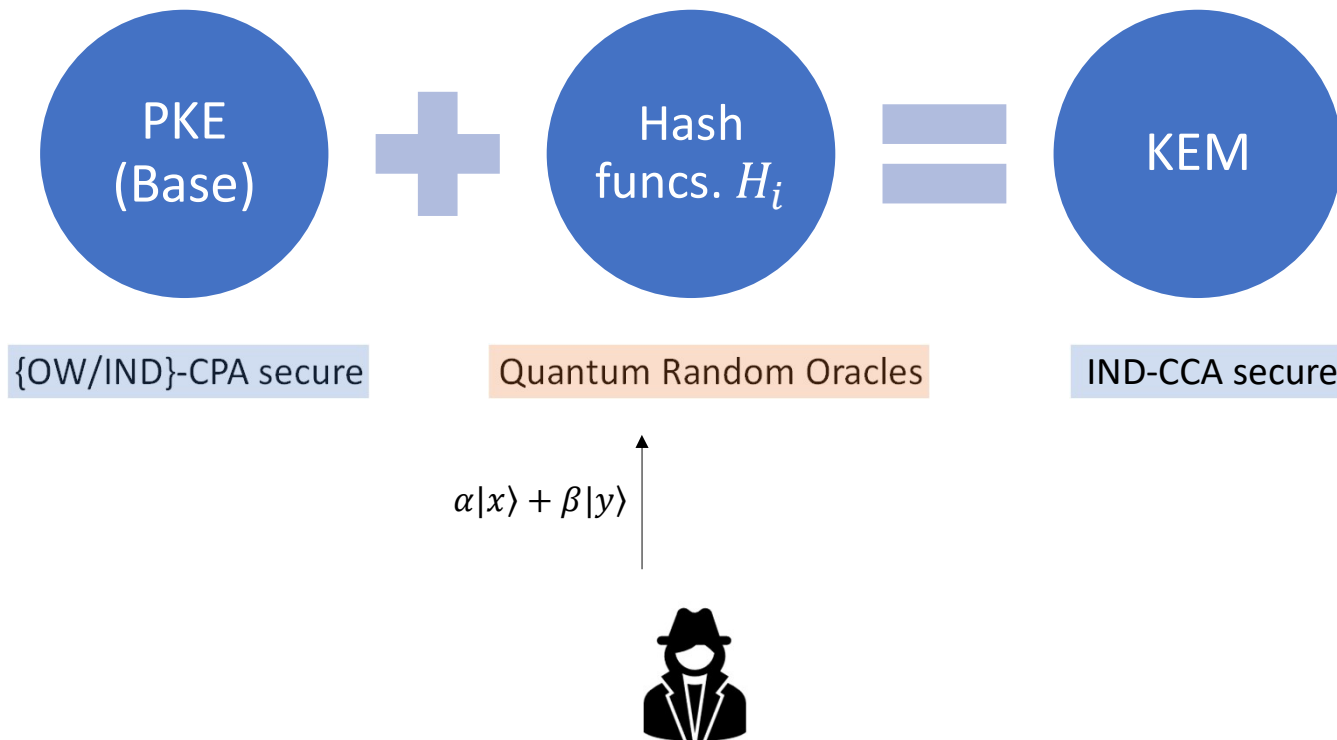 PKE
(Base)
Hash
funcs. $H_i$
KEM
{OW/IND}-CPA secure
Quantum Random Oracles
IND-CCA secure
α|x⟩ + β|y⟩